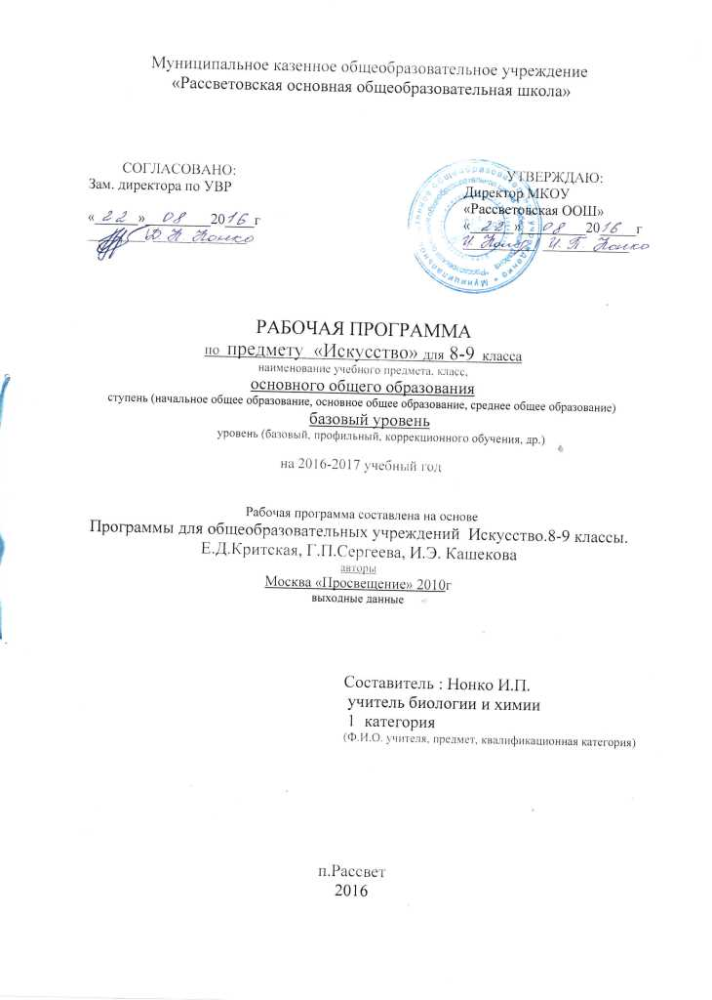 Муниципальное казенное общеобразовательное учреждение
«Рассветовская основная общеобразовательная школа»
СОГЛАСОВАНО:
Зам. директора по УВР
« 22 » 08 2016 г
Нонко
УТВЕРЖДАЮ:
Директор МКОУ
«Рассветовская ООШ»
« 22 » 08 2016 г
И. П. Нонко
РАБОЧАЯ ПРОГРАММА
по предмету «Искусство» для 8-9 класса
наименование учебного предмета, класс,
основного общего образования
ступень (начальное общее образование, основное общее образование, среднее общее образование)
базовый уровень
уровень (базовый, профильный, коррекционного обучения, др.)
на 2016-2017 учебный год
Рабочая программа составлена на основе
Программы для общеобразовательных учреждений Искусство.8-9 классы.
Е.Д.Критская, Г.П.Сергеева, И.Э. Кашекова
авторы
Москва «Просвещение» 2010г
выходные данные
Составитель : Нонко И.П.
учитель биологии и химии
1 категория
(Ф.И.О. учителя, предмет, квалификационная категория)
п.Рассвет
2016